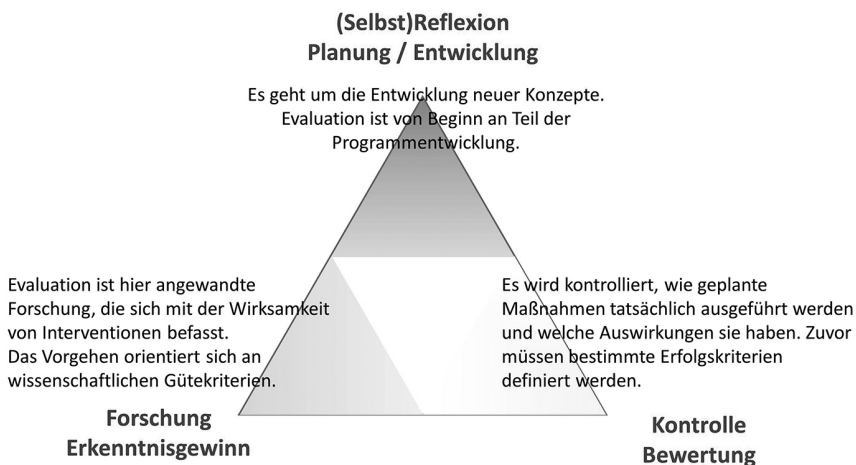 (Selbst)Reflexion
Planung / Entwicklung
Es geht um die Entwicklung neuer Konzepte.
Evaluation ist von Beginn an Teil der
Programmentwicklung.
Evaluation ist hier angewandte
Forschung, die sich mit der Wirksamkeit
von Interventionen befasst.
Das Vorgehen orientiert sich an
wissenschaftlichen Gütekriterien.
Forschung
Erkenntnisgewinn
Es wird kontrolliert, wie geplante
Maßnahmen tatsächlich ausgeführt werden
und welche Auswirkungen sie haben. Zuvor
müssen bestimmte Erfolgskriterien
definiert werden.
Kontrolle
Bewertung